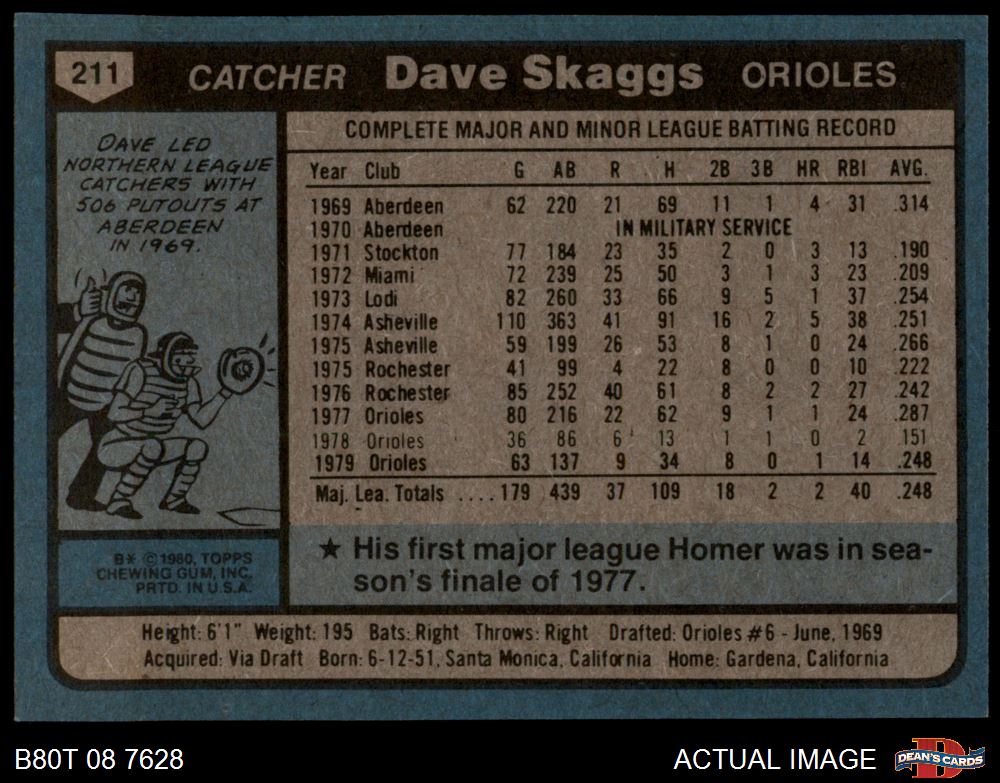 211 CATCHER Dave Skaggs ORIOLES
DAVE LED
NORTHERN LEAGUE
CATCHERS WITH
506 PUTOUTS AT
ABERDEEN
IN 1969.
COMPLETE MAJOR AND MINOR LEAGUE BATTING RECORD
Year Club G AB R H 2B 3B HR RBI AVG.
1969 Aberdeen 62 220 21 69 11 1 4 31 .314
1970 Aberdeen IN MILITARY SERVICE
1971 Stockton 77 184 23 35 2 0 3 13 .190
1972 Miami 72 239 25 50 3 1 3 23 .209
1973 Lodi 82 260 33 66 9 5 1 37 .254
1974 Asheville 110 363 41 91 16 2 5 38 .251
1975 Asheville 59 199 26 53 8 1 0 24 .266
1975 Rochester 41 99 4 22 8 0 0 10 .222
1976 Rochester 85 252 40 61 8 2 2 27 .242
1977 Orioles 80 216 22 62 9 1 1 24 .287
1978 Orioles 36 86 6 13 1 1 0 2 .151
1979 Orioles 63 137 9 34 8 0 1 14 .248
Maj. Lea. Totals ....179 439 37 109 18 2 2 40 .248
★ His first major league Homer was in sea-
son's finale of 1977.
B* © 1980, TOPPS
CHEWING GUM, INC.
PRTD. IN U.S.A.
Height: 6'1" Weight: 195 Bats: Right Throws: Right Drafted: Orioles #6 - June, 1969
Acquired: Via Draft Born: 6-12-51, Santa Monica, California Home: Gardena, California
B80T 08 7628 ACTUAL IMAGE
D
DEAN'S CARDS